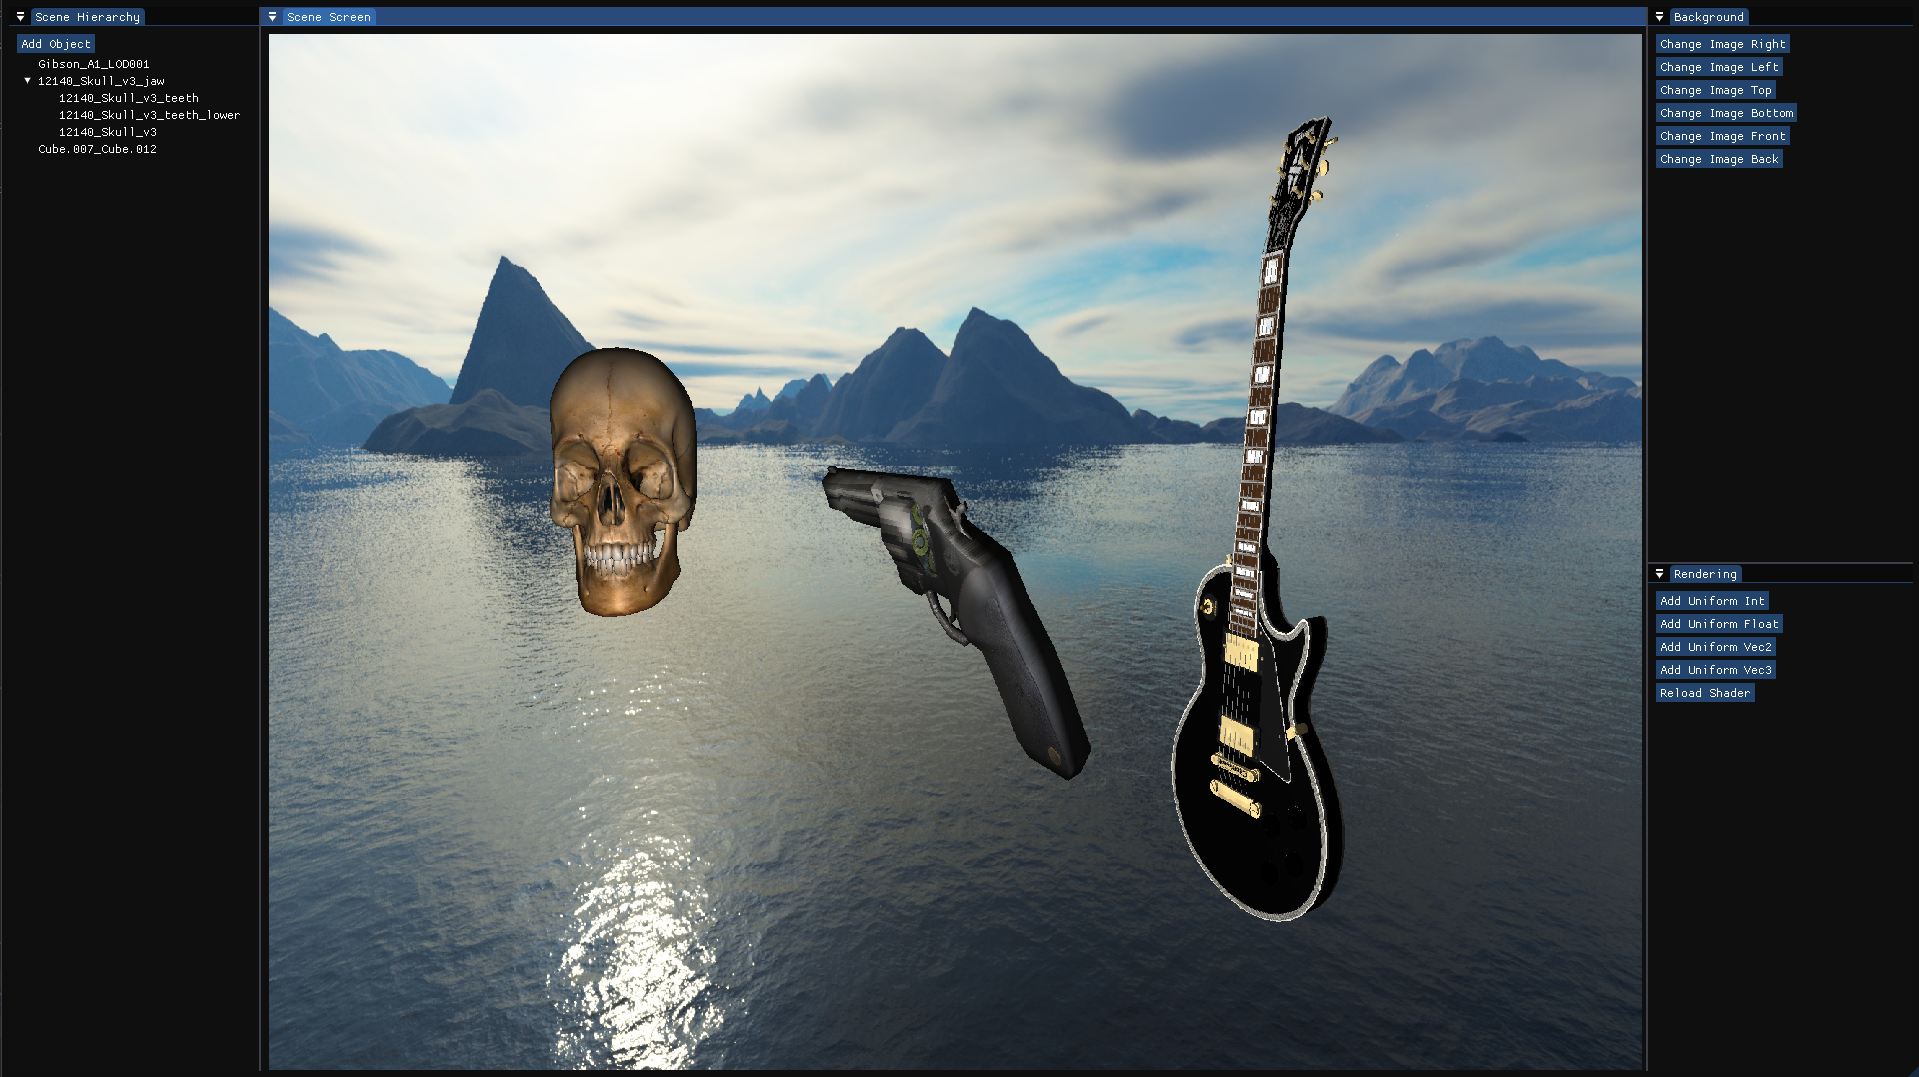 Scene Hierarchy
Add Object
Gibson_A1_LOD001
12140_Skull_v3_jaw
12140_Skull_v3_teeth
12140_Skull_v3_teeth_lower
12140_Skull_v3
Cube.007_Cube.012
Scene Screen
Background
Change Image Right
Change Image Left
Change Image Top
Change Image Bottom
Change Image Front
Change Image Back
Rendering
Add Uniform Int
Add Uniform Float
Add Uniform Vec2
Add Uniform Vec3
Reload Shader